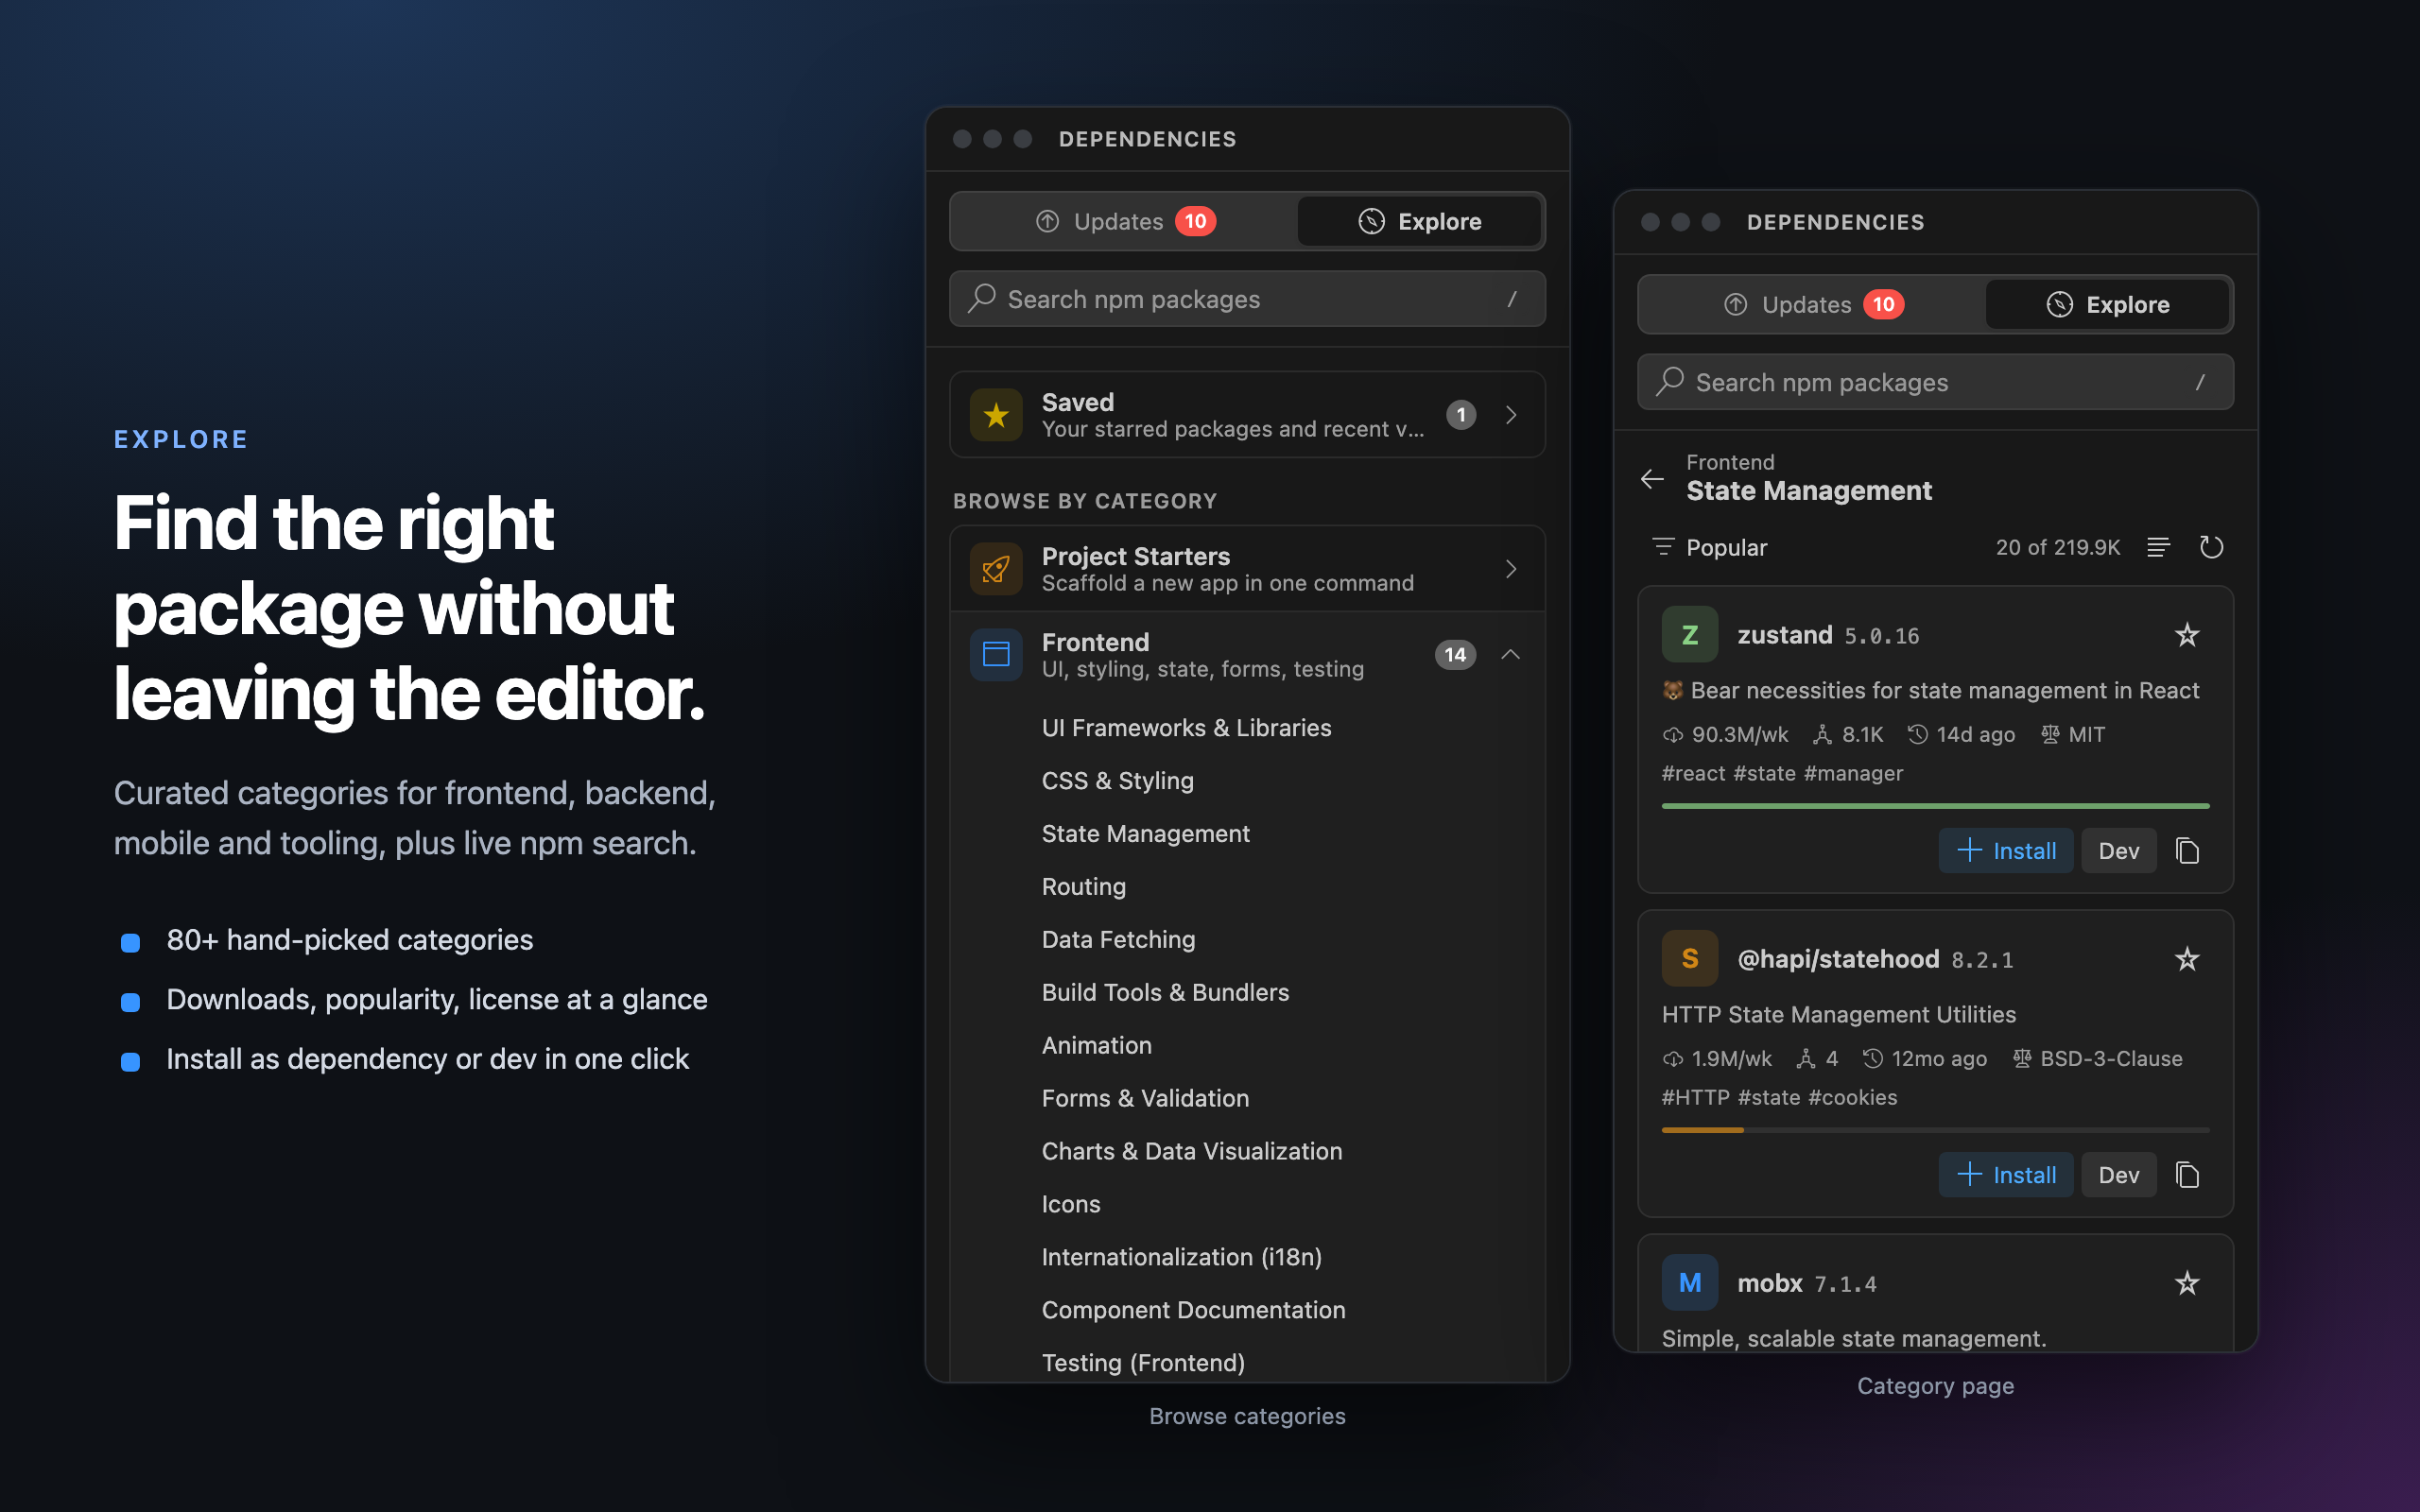 EXPLORE
Find the right
package without
leaving the editor.
Curated categories for frontend, backend,
mobile and tooling, plus live npm search.
80+ hand-picked categories
Downloads, popularity, license at a glance
Install as dependency or dev in one click
DEPENDENCIES
Updates 10 Explore
Search npm packages /
Saved
Your starred packages and recent v... 1
BROWSE BY CATEGORY
Project Starters
Scaffold a new app in one command
Frontend
UI, styling, state, forms, testing 14
UI Frameworks & Libraries
CSS & Styling
State Management
Routing
Data Fetching
Build Tools & Bundlers
Animation
Forms & Validation
Charts & Data Visualization
Icons
Internationalization (i18n)
Component Documentation
Testing (Frontend)
Browse categories
DEPENDENCIES
Updates 10 Explore
Search npm packages /
Frontend
State Management
Popular 20 of 219.9K
Z zustand 5.0.16
🐻 Bear necessities for state management in React
90.3M/wk 8.1K 14d ago MIT
#react #state #manager
Install Dev
S @hapi/statehood 8.2.1
HTTP State Management Utilities
1.9M/wk 4 12mo ago BSD-3-Clause
#HTTP #state #cookies
Install Dev
M mobx 7.1.4
Simple, scalable state management.
Category page